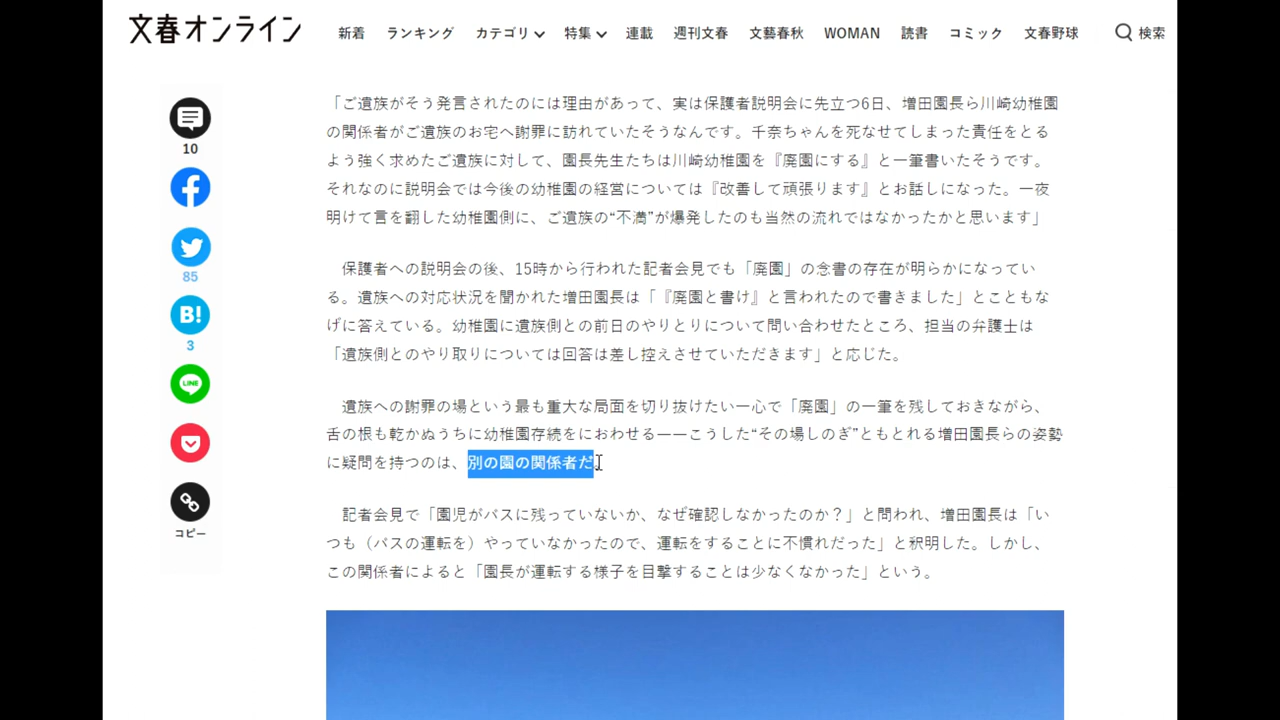 文春オンライン
新着 ランキング カテゴリ 特集 連載 週刊文春 文藝春秋 WOMAN 読書 コミック 文春野球 検索
10
85
B!
3
LINE
コピー
「ご遺族がそう発言されたのには理由があって、実は保護者説明会に先立つ6日、増田園長ら川崎幼稚園
の関係者がご遺族のお宅へ謝罪に訪れていたそうなんです。千奈ちゃんを死なせてしまった責任をとる
よう強く求めたご遺族に対して、園長先生たちは川崎幼稚園を『廃園にする』と一筆書いたそうです。
それなのに説明会では今後の幼稚園の経営については『改善して頑張ります』とお話しになった。一夜
明けて言を翻した幼稚園側に、ご遺族の“不満”が爆発したのも当然の流れではなかったかと思います」
保護者への説明会の後、15時から行われた記者会見でも「廃園」の念書の存在が明らかになってい
る。遺族への対応状況を聞かれた増田園長は「『廃園と書け』と言われたので書きました」とこともな
げに答えている。幼稚園に遺族側との前日のやりとりについて問い合わせたところ、担当の弁護士は
「遺族側とのやり取りについては回答は差し控えさせていただきます」と応じた。
遺族への謝罪の場という最も重大な局面を切り抜けたい一心で「廃園」の一筆を残しておきながら、
舌の根も乾かぬうちに幼稚園存続をにおわせる——こうした“その場しのぎ”ともとれる増田園長らの姿勢
に疑問を持つのは、別の園の関係者だ。
記者会見で「園児がバスに残っていないか、なぜ確認しなかったのか？」と問われ、増田園長は「い
つも（バスの運転を）やっていなかったので、運転をすることに不慣れだった」と釈明した。しかし、
この関係者によると「園長が運転する様子を目撃することは少なくなかった」という。